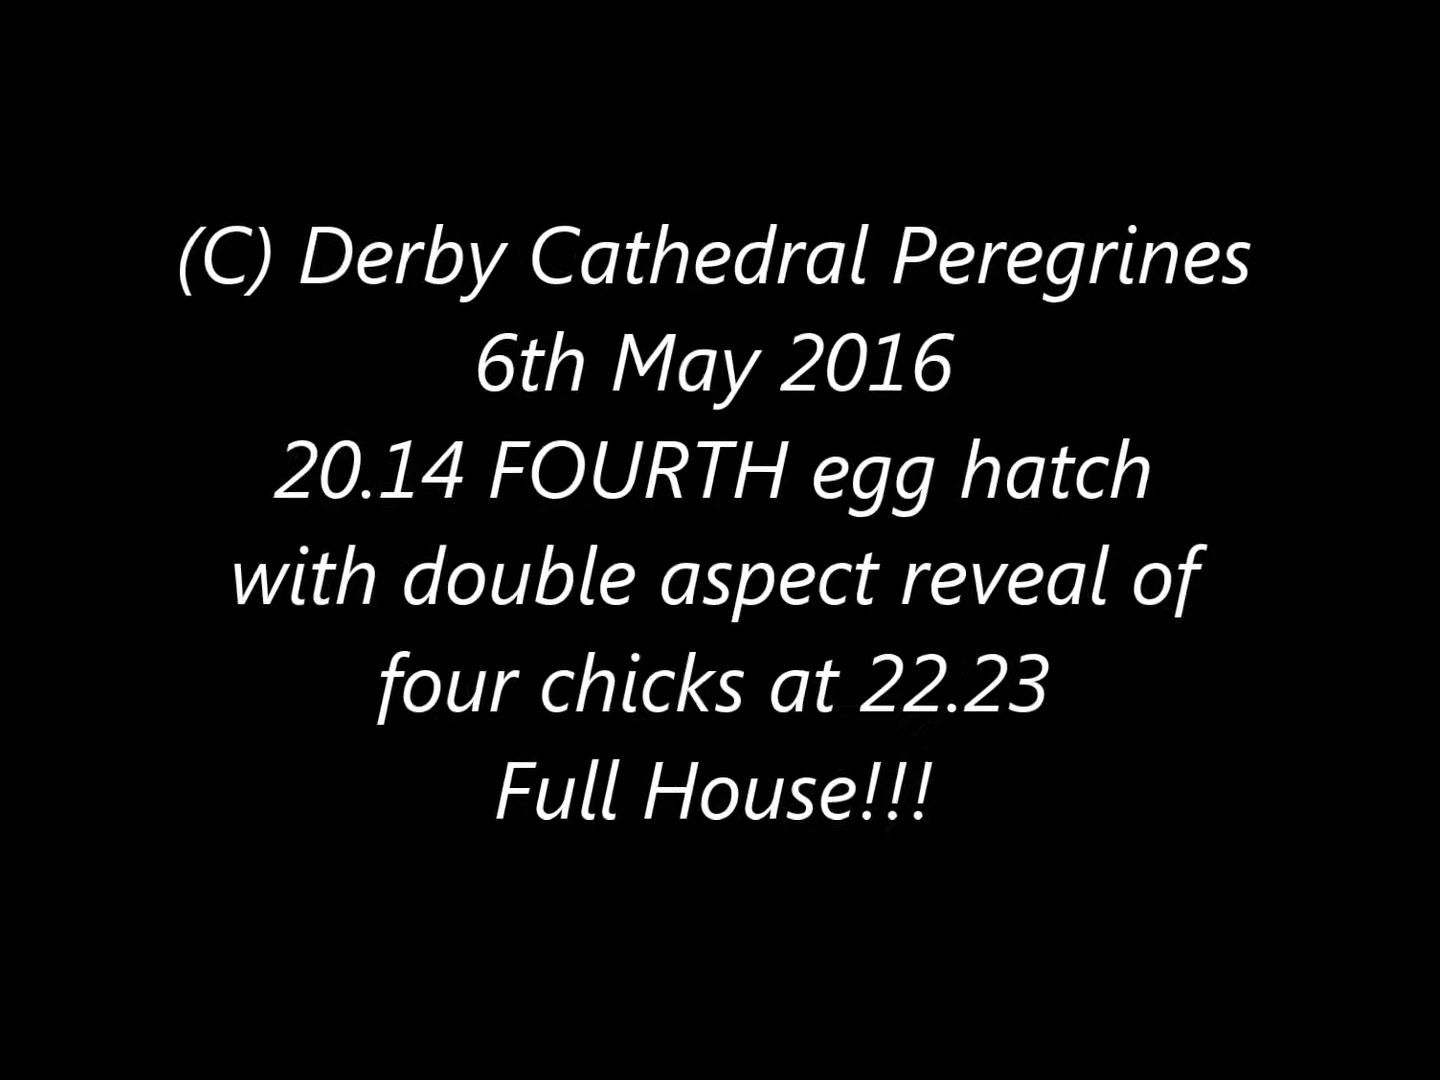 (C) Derby Cathedral Peregrines
6th May 2016
20.14 FOURTH egg hatch
with double aspect reveal of
four chicks at 22.23
Full House!!!